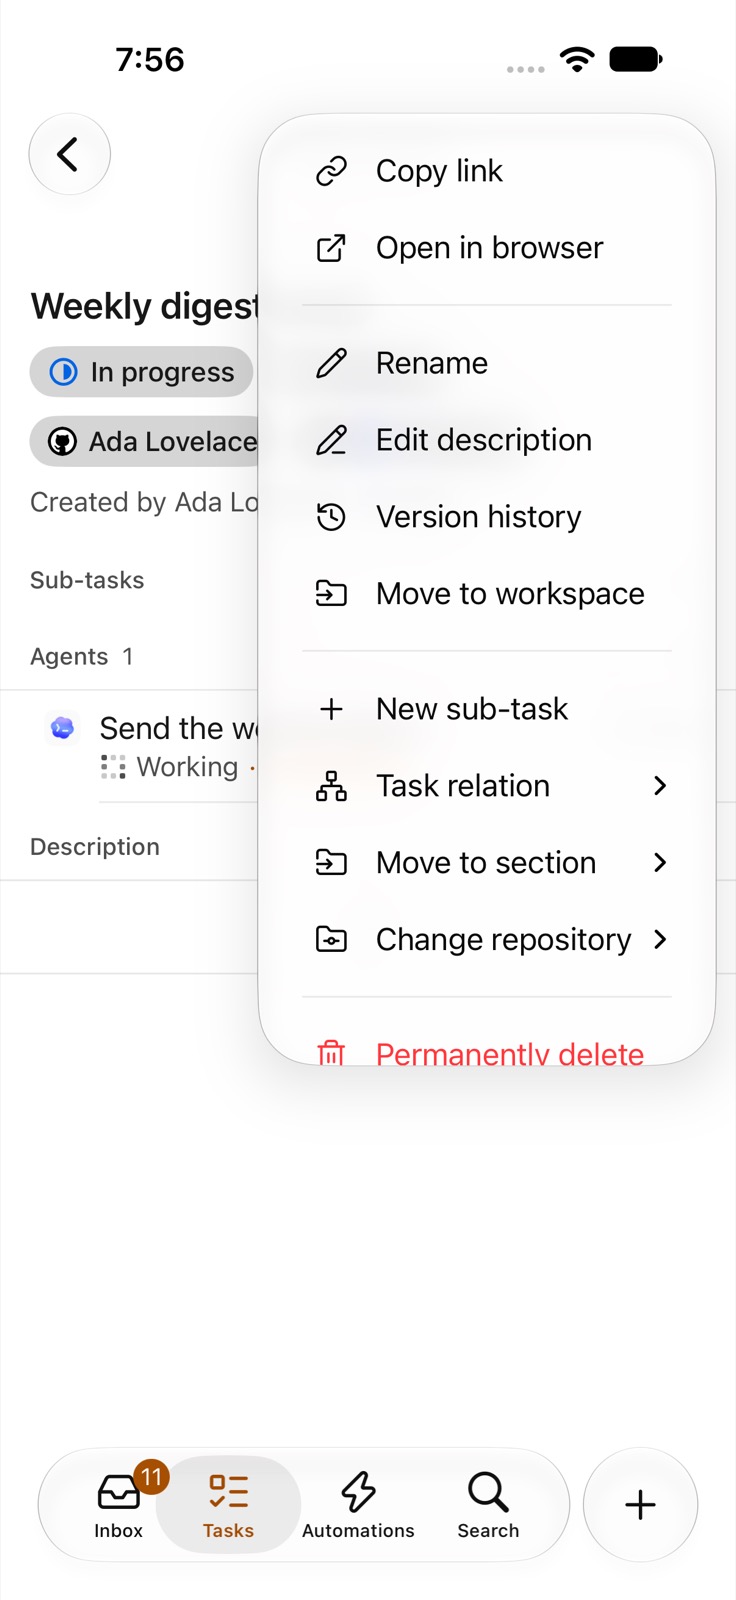 7:56
Copy link
Open in browser
Weekly digest
Rename
In progress
Edit description
Ada Lovelace
Version history
Created by Ada Lo
Sub-tasks
Move to workspace
Agents 1
New sub-task
Send the we
Working ·
Task relation
Description
Move to section
Change repository
Permanently delete
11
Inbox
Tasks
Automations
Search